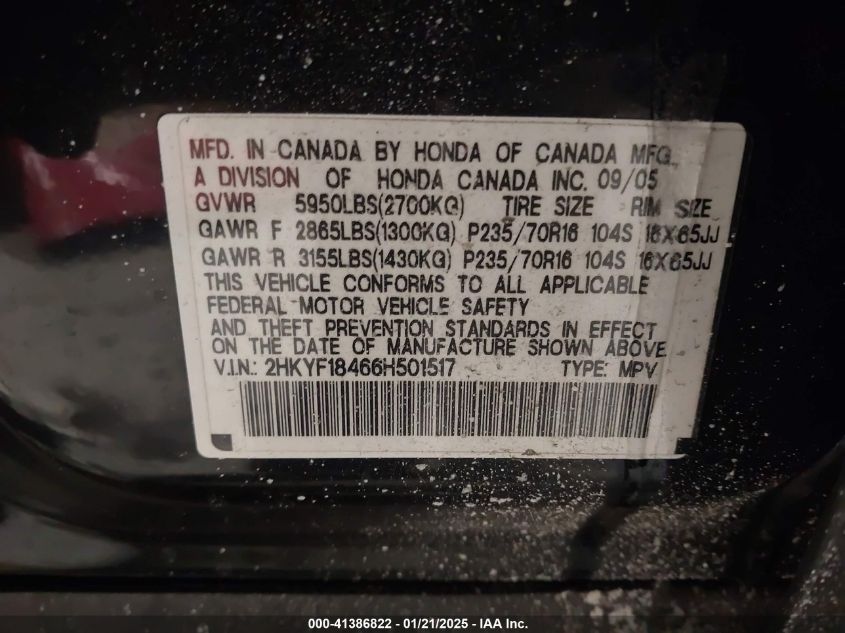 MFD. IN CANADA BY HONDA OF CANADA MFG.
A DIVISION OF HONDA CANADA INC. 09/05
GVWR 5950LBS(2700KG) TIRE SIZE RIM SIZE
GAWR F 2865LBS(1300KG) P235/70R16 104S 16X65JJ
GAWR R 3155LBS(1430KG) P235/70R16 104S 16X65JJ
THIS VEHICLE CONFORMS TO ALL APPLICABLE
FEDERAL MOTOR VEHICLE SAFETY
AND THEFT PREVENTION STANDARDS IN EFFECT
ON THE DATE OF MANUFACTURE SHOWN ABOVE.
V.I.N.: 2HKYF18466H501517 TYPE: MPV
000-41386822 - 01/21/2025 - IAA Inc.